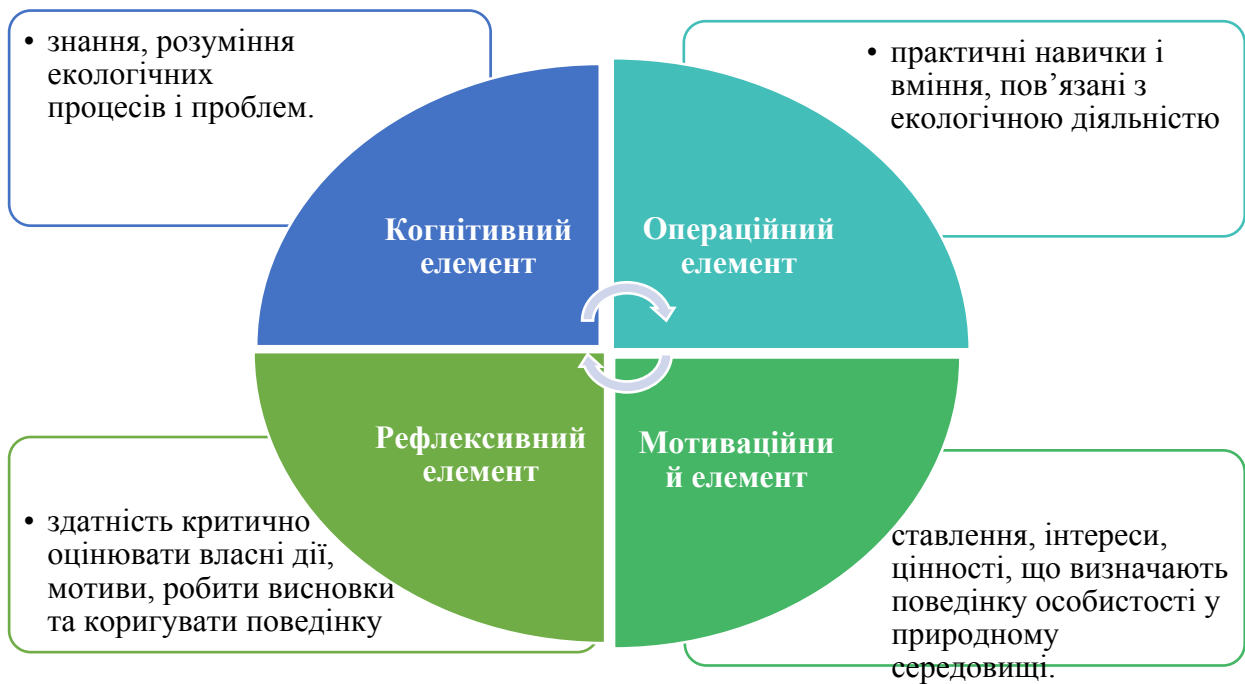 • знання, розуміння
екологічних
процесів і проблем.
• практичні навички і
вміння, пов’язані з
екологічною діяльністю
Когнітивний
елемент
Операційний
елемент
Рефлексивний
елемент
Мотиваційни
й елемент
• здатність критично
оцінювати власні дії,
мотиви, робити висновки
та коригувати поведінку
ставлення, інтереси,
цінності, що визначають
поведінку особистості у
природному
середовищі.